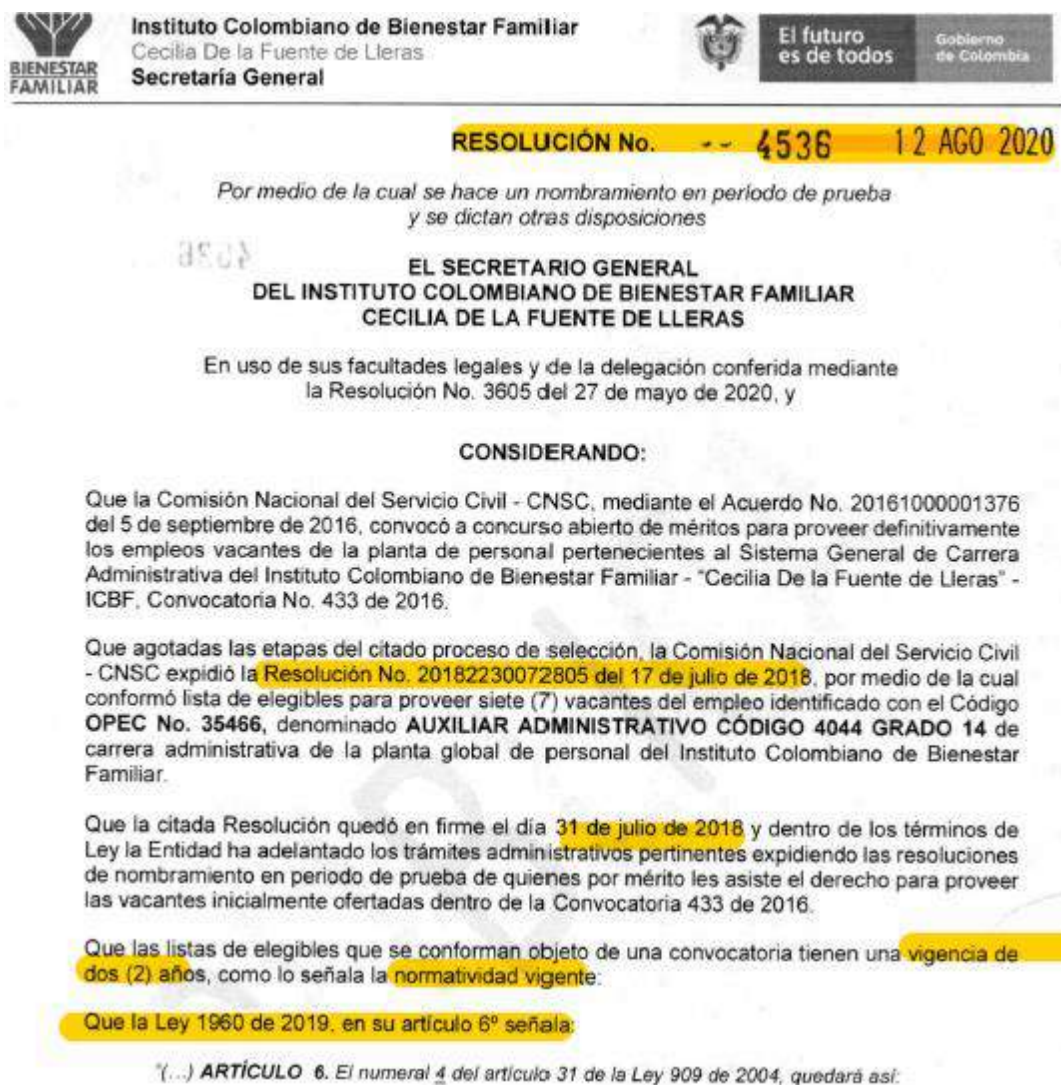 BIENESTAR
FAMILIAR
Instituto Colombiano de Bienestar Familiar
Cecilia De la Fuente de Lleras
Secretaría General
El futuro
es de todos
Gobierno
de Colombia
RESOLUCIÓN No. -- 4536 12 AGO 2020
Por medio de la cual se hace un nombramiento en período de prueba
y se dictan otras disposiciones
4536
EL SECRETARIO GENERAL
DEL INSTITUTO COLOMBIANO DE BIENESTAR FAMILIAR
CECILIA DE LA FUENTE DE LLERAS
En uso de sus facultades legales y de la delegación conferida mediante
la Resolución No. 3605 del 27 de mayo de 2020, y
CONSIDERANDO:
Que la Comisión Nacional del Servicio Civil - CNSC, mediante el Acuerdo No. 20161000001376
del 5 de septiembre de 2016, convocó a concurso abierto de méritos para proveer definitivamente
los empleos vacantes de la planta de personal pertenecientes al Sistema General de Carrera
Administrativa del Instituto Colombiano de Bienestar Familiar - "Cecilia De la Fuente de Lleras" -
ICBF, Convocatoria No. 433 de 2016.
Que agotadas las etapas del citado proceso de selección, la Comisión Nacional del Servicio Civil
- CNSC expidió la Resolución No. 20182230072805 del 17 de julio de 2018, por medio de la cual
conformó lista de elegibles para proveer siete (7) vacantes del empleo identificado con el Código
OPEC No. 35466, denominado AUXILIAR ADMINISTRATIVO CÓDIGO 4044 GRADO 14 de
carrera administrativa de la planta global de personal del Instituto Colombiano de Bienestar
Familiar.
Que la citada Resolución quedó en firme el día 31 de julio de 2018 y dentro de los términos de
Ley la Entidad ha adelantado los trámites administrativos pertinentes expidiendo las resoluciones
de nombramiento en periodo de prueba de quienes por mérito les asiste el derecho para proveer
las vacantes inicialmente ofertadas dentro de la Convocatoria 433 de 2016.
Que las listas de elegibles que se conforman objeto de una convocatoria tienen una vigencia de
dos (2) años, como lo señala la normatividad vigente:
Que la Ley 1960 de 2019, en su artículo 6º señala:
"(...) ARTÍCULO 6. El numeral 4 del artículo 31 de la Ley 909 de 2004, quedará así: